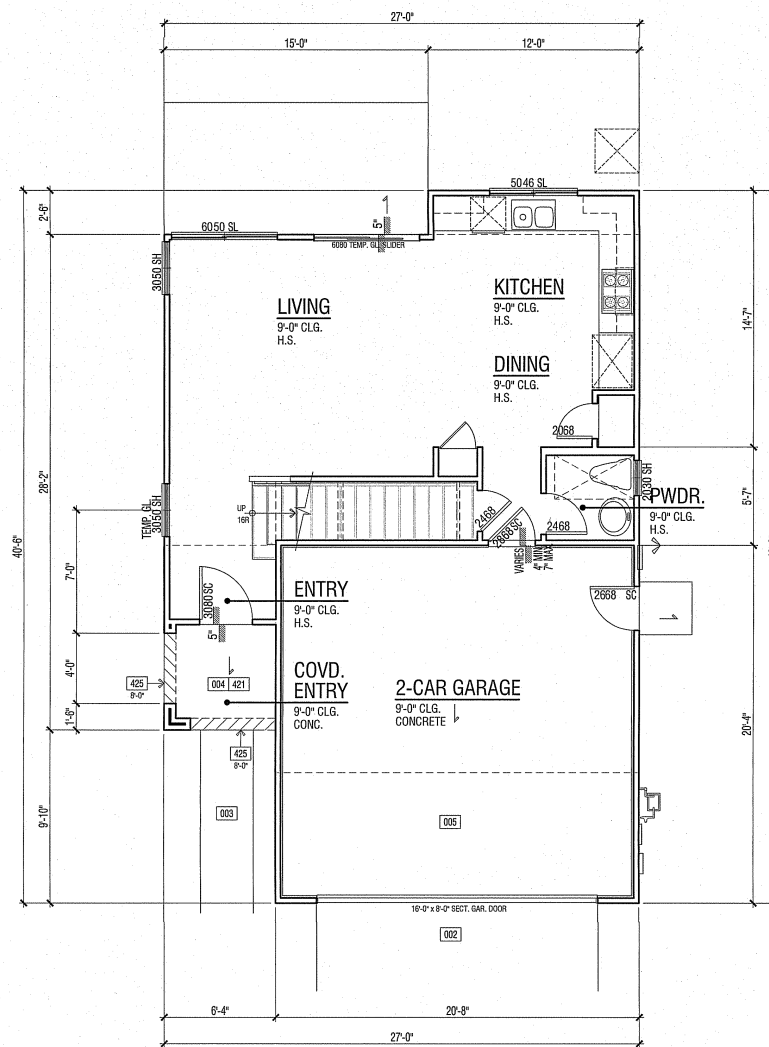 27'-0"
15'-0"
12'-0"
5046 SL
2'-6"
6050 SL
5"
6080 TEMP. GL SLIDER
3050 SH
LIVING
9'-0" CLG.
H.S.
KITCHEN
9'-0" CLG.
H.S.
14'-7"
DINING
9'-0" CLG.
H.S.
2068
28'-2"
40'-6"
TEMP. GL
3050 SH
UP
16R
2468
2868 SC
2468
2030 SH
PWDR.
9'-0" CLG.
H.S.
5'-7"
VARIES
4" MIN
7" MAX.
7'-0"
3080 SC
5"
ENTRY
9'-0" CLG.
H.S.
2668 SC
4'-0"
425
8'-0"
004 421
COVD.
ENTRY
9'-0" CLG.
CONC.
2-CAR GARAGE
9'-0" CLG.
CONCRETE
1'-6"
425
8'-0"
20'-4"
9'-10"
003
005
16'-0" x 8'-0" SECT. GAR. DOOR
002
6'-4"
20'-8"
27'-0"